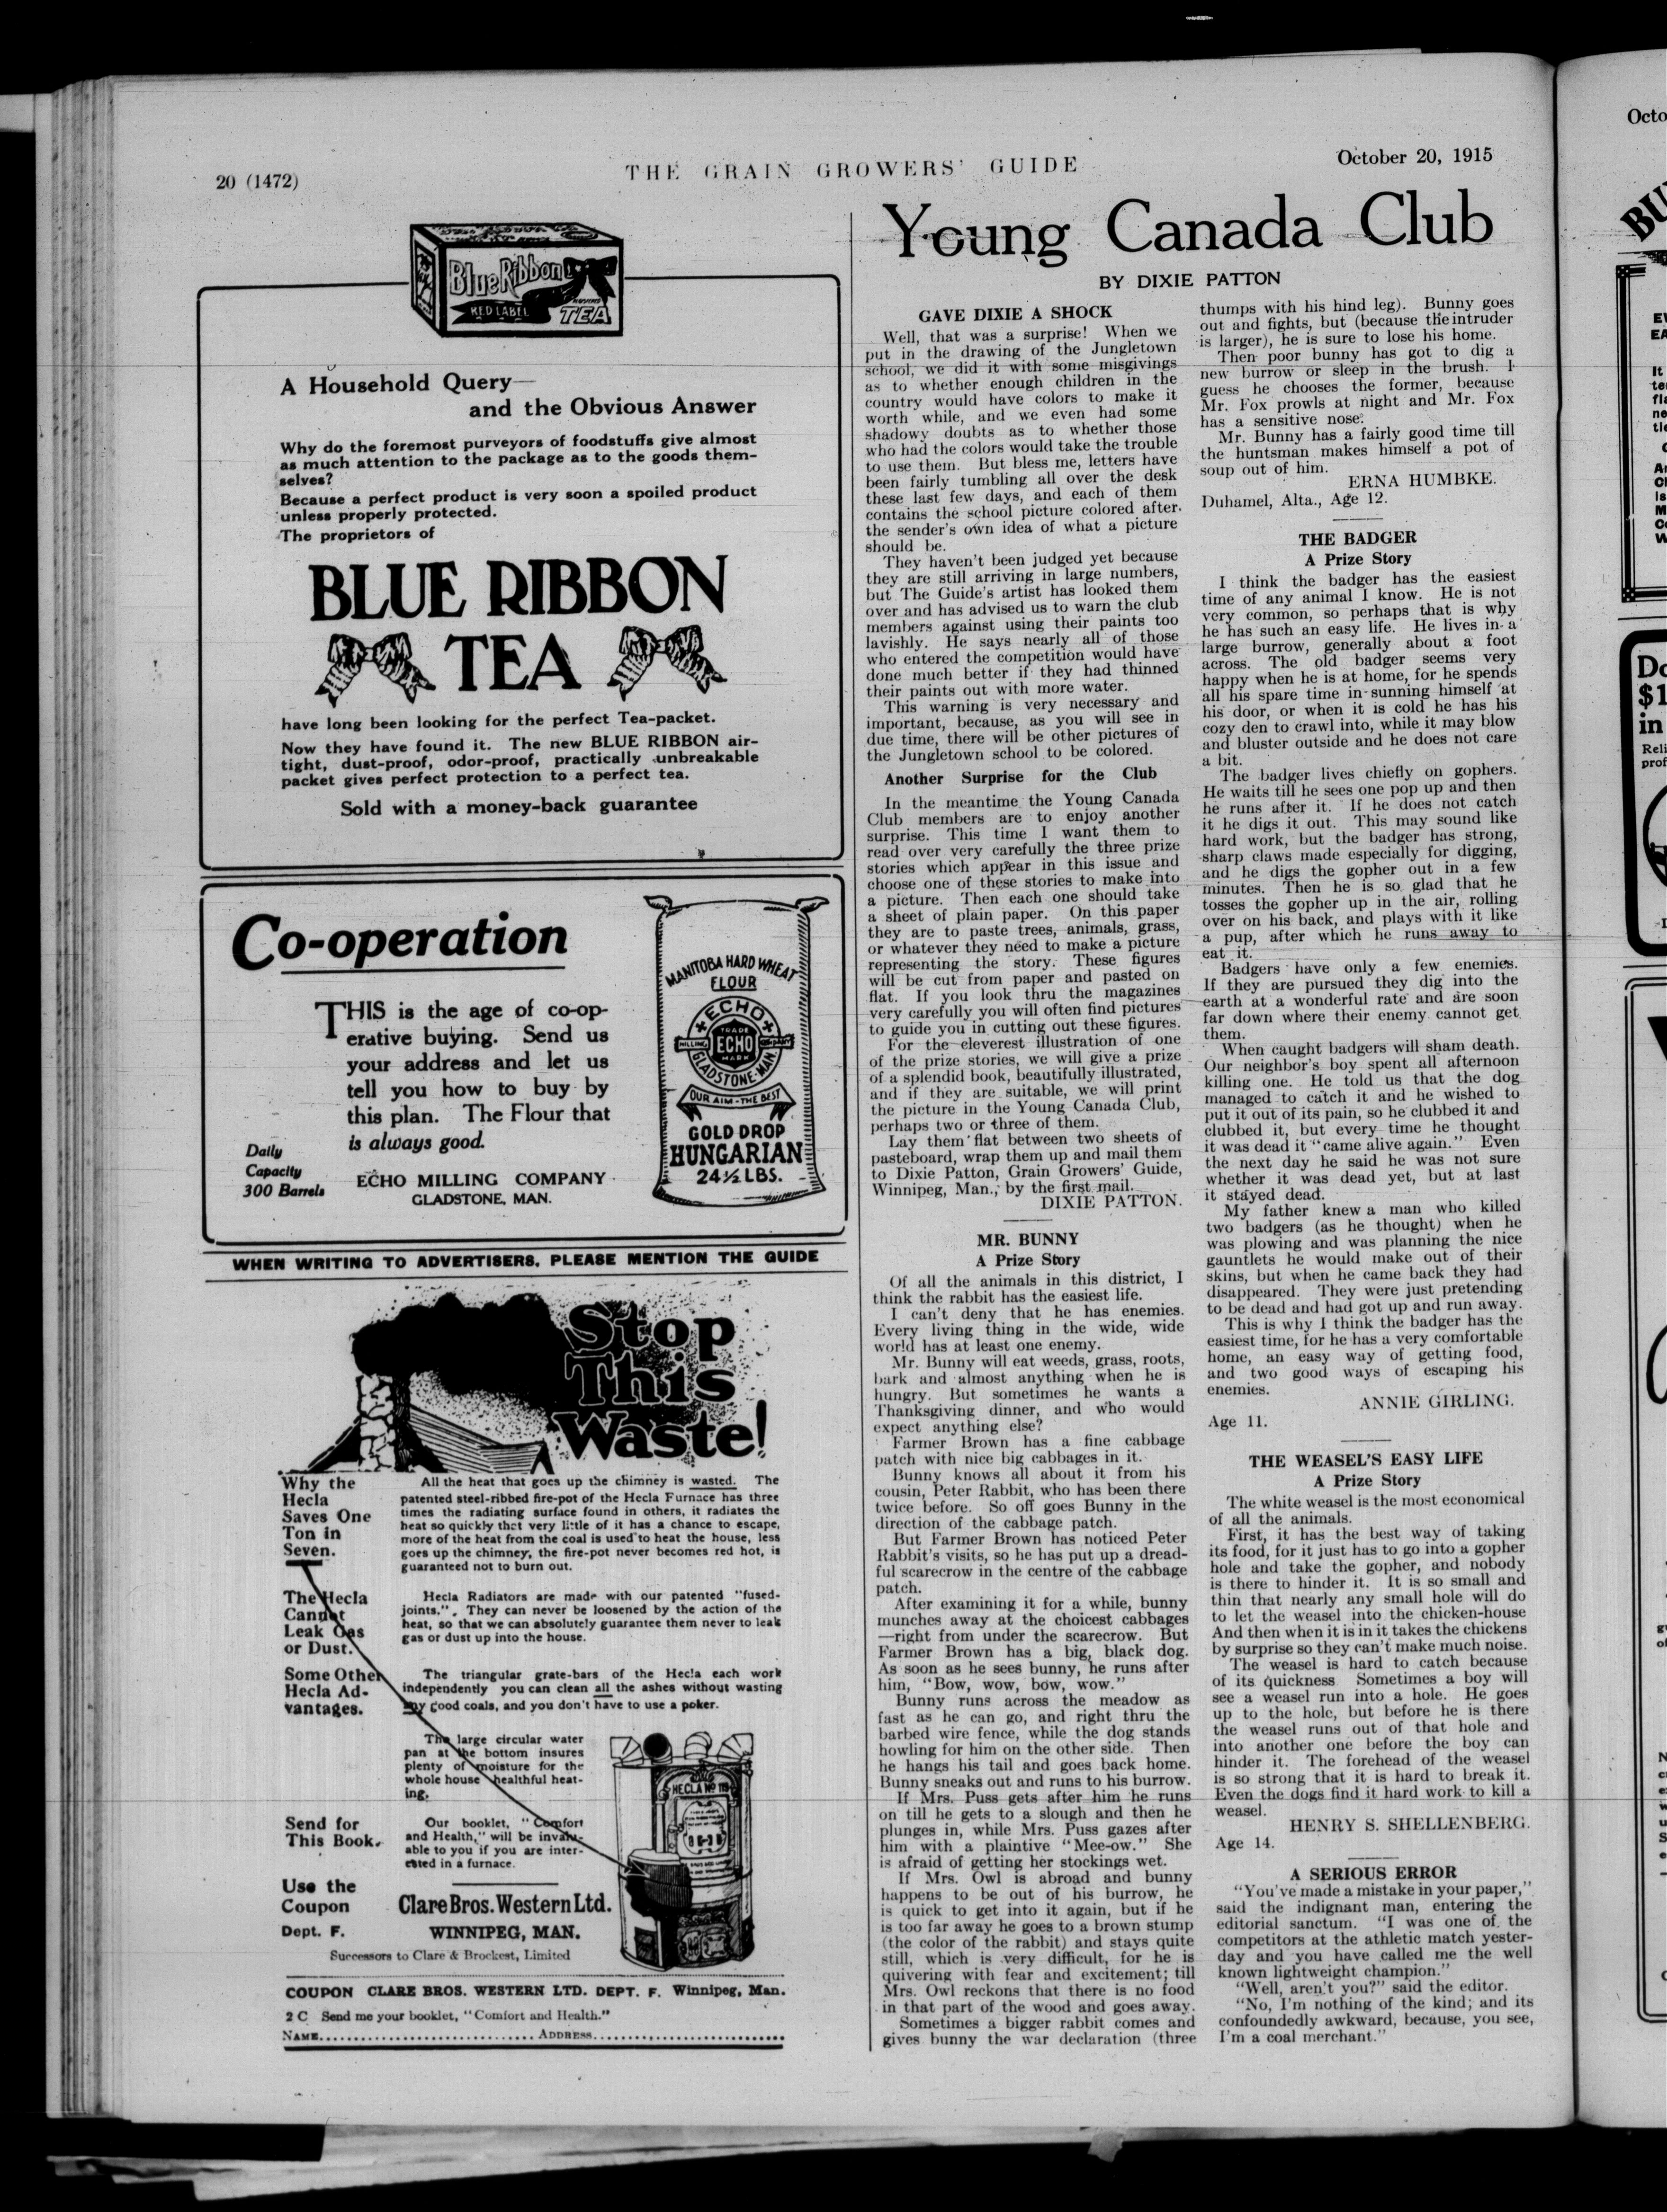 20 (1472)
THE GRAIN GROWERS' GUIDE
October 20, 1915
Blue Ribbon
RED LABEL
TEA
A Household Query—
and the Obvious Answer
Why do the foremost purveyors of foodstuffs give almost
as much attention to the package as to the goods them-
selves?
Because a perfect product is very soon a spoiled product
unless properly protected.
The proprietors of
BLUE RIBBON
TEA
have long been looking for the perfect Tea-packet.
Now they have found it. The new BLUE RIBBON air-
tight, dust-proof, odor-proof, practically unbreakable
packet gives perfect protection to a perfect tea.
Sold with a money-back guarantee
Co-operation
THIS is the age of co-op-
erative buying. Send us
your address and let us
tell you how to buy by
this plan. The Flour that
is always good.
Daily
Capacity
300 Barrels
ECHO MILLING COMPANY
GLADSTONE, MAN.
MANITOBA HARD WHEAT
FLOUR
ECHO
TRADE
MILLING ECHO COMPANY
MARK
GLADSTONE MAN.
OUR AIM-THE BEST
GOLD DROP
HUNGARIAN
24½ LBS.
WHEN WRITING TO ADVERTISERS, PLEASE MENTION THE GUIDE
Stop
This
Waste!
Why the
Hecla
Saves One
Ton in
Seven.
All the heat that goes up the chimney is wasted. The
patented steel-ribbed fire-pot of the Hecla Furnace has three
times the radiating surface found in others, it radiates the
heat so quickly thct very little of it has a chance to escape,
more of the heat from the coal is used to heat the house, less
goes up the chimney, the fire-pot never becomes red hot, is
guaranteed not to burn out.
The Hecla
Cannot
Leak Gas
or Dust.
Hecla Radiators are made with our patented "fused-
joints.". They can never be loosened by the action of the
heat, so that we can absolutely guarantee them never to leak
gas or dust up into the house.
Some Other
Hecla Ad-
vantages.
The triangular grate-bars of the Hecla each work
independently you can clean all the ashes without wasting
any good coals, and you don't have to use a poker.
The large circular water
pan at the bottom insures
plenty of moisture for the
whole house healthful heat-
ing.
Send for
This Book.
Our booklet, "Comfort
and Health," will be invalu-
able to you if you are inter-
ested in a furnace.
HECLA No 115
Use the
Coupon
Dept. F.
Clare Bros. Western Ltd.
WINNIPEG, MAN.
Successors to Clare & Brockest, Limited
COUPON CLARE BROS. WESTERN LTD. DEPT. F. Winnipeg, Man.
2 C Send me your booklet, "Comfort and Health."
NAME.............................. ADDRESS............................
Young Canada Club
BY DIXIE PATTON
GAVE DIXIE A SHOCK
Well, that was a surprise! When we
put in the drawing of the Jungletown
school, we did it with some misgivings
as to whether enough children in the
country would have colors to make it
worth while, and we even had some
shadowy doubts as to whether those
who had the colors would take the trouble
to use them. But bless me, letters have
been fairly tumbling all over the desk
these last few days, and each of them
contains the school picture colored after
the sender's own idea of what a picture
should be.
They haven't been judged yet because
they are still arriving in large numbers,
but The Guide's artist has looked them
over and has advised us to warn the club
members against using their paints too
lavishly. He says nearly all of those
who entered the competition would have
done much better if they had thinned
their paints out with more water.
This warning is very necessary and
important, because, as you will see in
due time, there will be other pictures of
the Jungletown school to be colored.
Another Surprise for the Club
In the meantime the Young Canada
Club members are to enjoy another
surprise. This time I want them to
read over very carefully the three prize
stories which appear in this issue and
choose one of these stories to make into
a picture. Then each one should take
a sheet of plain paper. On this paper
they are to paste trees, animals, grass,
or whatever they need to make a picture
representing the story. These figures
will be cut from paper and pasted on
flat. If you look thru the magazines
very carefully you will often find pictures
to guide you in cutting out these figures.
For the cleverest illustration of one
of the prize stories, we will give a prize
of a splendid book, beautifully illustrated,
and if they are suitable, we will print
the picture in the Young Canada Club,
perhaps two or three of them.
Lay them flat between two sheets of
pasteboard, wrap them up and mail them
to Dixie Patton, Grain Growers' Guide,
Winnipeg, Man., by the first mail.
DIXIE PATTON.
MR. BUNNY
A Prize Story
Of all the animals in this district, I
think the rabbit has the easiest life.
I can't deny that he has enemies.
Every living thing in the wide, wide
world has at least one enemy.
Mr. Bunny will eat weeds, grass, roots,
bark and almost anything when he is
hungry. But sometimes he wants a
Thanksgiving dinner, and who would
expect anything else?
Farmer Brown has a fine cabbage
patch with nice big cabbages in it.
Bunny knows all about it from his
cousin, Peter Rabbit, who has been there
twice before. So off goes Bunny in the
direction of the cabbage patch.
But Farmer Brown has noticed Peter
Rabbit's visits, so he has put up a dread-
ful scarecrow in the centre of the cabbage
patch.
After examining it for a while, bunny
munches away at the choicest cabbages
—right from under the scarecrow. But
Farmer Brown has a big, black dog.
As soon as he sees bunny, he runs after
him, "Bow, wow, bow, wow."
Bunny runs across the meadow as
fast as he can go, and right thru the
barbed wire fence, while the dog stands
howling for him on the other side. Then
he hangs his tail and goes back home.
Bunny sneaks out and runs to his burrow.
If Mrs. Puss gets after him he runs
on till he gets to a slough and then he
plunges in, while Mrs. Puss gazes after
him with a plaintive "Mee-ow." She
is afraid of getting her stockings wet.
If Mrs. Owl is abroad and bunny
happens to be out of his burrow, he
is quick to get into it again, but if he
is too far away he goes to a brown stump
(the color of the rabbit) and stays quite
still, which is very difficult, for he is
quivering with fear and excitement; till
Mrs. Owl reckons that there is no food
in that part of the wood and goes away.
Sometimes a bigger rabbit comes and
gives bunny the war declaration (three
thumps with his hind leg). Bunny goes
out and fights, but (because the intruder
is larger), he is sure to lose his home.
Then poor bunny has got to dig a
new burrow or sleep in the brush. I
guess he chooses the former, because
Mr. Fox prowls at night and Mr. Fox
has a sensitive nose.
Mr. Bunny has a fairly good time till
the huntsman makes himself a pot of
soup out of him.
ERNA HUMBKE.
Duhamel, Alta., Age 12.
THE BADGER
A Prize Story
I think the badger has the easiest
time of any animal I know. He is not
very common, so perhaps that is why
he has such an easy life. He lives in a
large burrow, generally about a foot
across. The old badger seems very
happy when he is at home, for he spends
all his spare time in sunning himself at
his door, or when it is cold he has his
cozy den to crawl into, while it may blow
and bluster outside and he does not care
a bit.
The badger lives chiefly on gophers.
He waits till he sees one pop up and then
he runs after it. If he does not catch
it he digs it out. This may sound like
hard work, but the badger has strong,
sharp claws made especially for digging,
and he digs the gopher out in a few
minutes. Then he is so glad that he
tosses the gopher up in the air, rolling
over on his back, and plays with it like
a pup, after which he runs away to
eat it.
Badgers have only a few enemies.
If they are pursued they dig into the
earth at a wonderful rate and are soon
far down where their enemy cannot get
them.
When caught badgers will sham death.
Our neighbor's boy spent all afternoon
killing one. He told us that the dog
managed to catch it and he wished to
put it out of its pain, so he clubbed it and
clubbed it, but every time he thought
it was dead it "came alive again." Even
the next day he said he was not sure
whether it was dead yet, but at last
it stayed dead.
My father knew a man who killed
two badgers (as he thought) when he
was plowing and was planning the nice
gauntlets he would make out of their
skins, but when he came back they had
disappeared. They were just pretending
to be dead and had got up and run away.
This is why I think the badger has the
easiest time, for he has a very comfortable
home, an easy way of getting food,
and two good ways of escaping his
enemies.
ANNIE GIRLING.
Age 11.
THE WEASEL'S EASY LIFE
A Prize Story
The white weasel is the most economical
of all the animals.
First, it has the best way of taking
its food, for it just has to go into a gopher
hole and take the gopher, and nobody
is there to hinder it. It is so small and
thin that nearly any small hole will do
to let the weasel into the chicken-house
And then when it is in it takes the chickens
by surprise so they can't make much noise.
The weasel is hard to catch because
of its quickness Sometimes a boy will
see a weasel run into a hole. He goes
up to the hole, but before he is there
the weasel runs out of that hole and
into another one before the boy can
hinder it. The forehead of the weasel
is so strong that it is hard to break it.
Even the dogs find it hard work to kill a
weasel.
HENRY S. SHELLENBERG.
Age 14.
A SERIOUS ERROR
"You've made a mistake in your paper,"
said the indignant man, entering the
editorial sanctum. "I was one of the
competitors at the athletic match yester-
day and you have called me the well
known lightweight champion."
"Well, aren't you?" said the editor.
"No, I'm nothing of the kind; and its
confoundedly awkward, because, you see,
I'm a coal merchant."
Octo
BU
Do
$1
in
Reli
prof